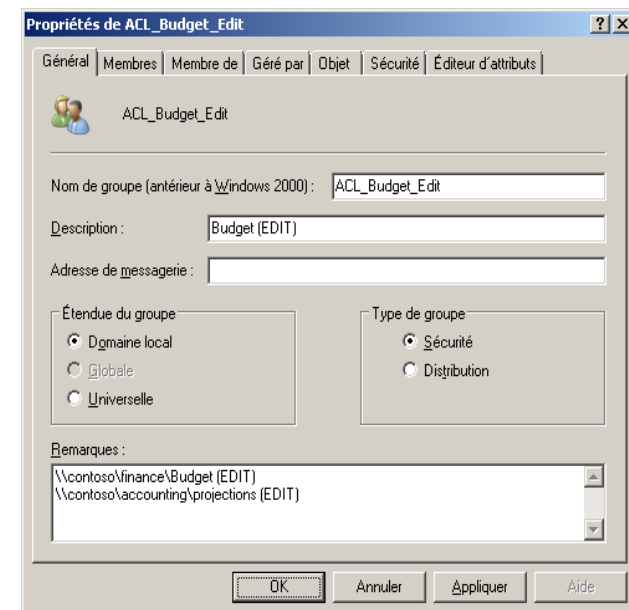 Propriétés de ACL_Budget_Edit
Général Membres Membre de Géré par Objet Sécurité Éditeur d'attributs
ACL_Budget_Edit
Nom de groupe (antérieur à Windows 2000) : ACL_Budget_Edit
Description : Budget (EDIT)
Adresse de messagerie :
Étendue du groupe Type de groupe
Domaine local Sécurité
Globale Distribution
Universelle
Remarques :
\\contoso\finance\Budget (EDIT)
\\contoso\accounting\projections (EDIT)
OK Annuler Appliquer Aide